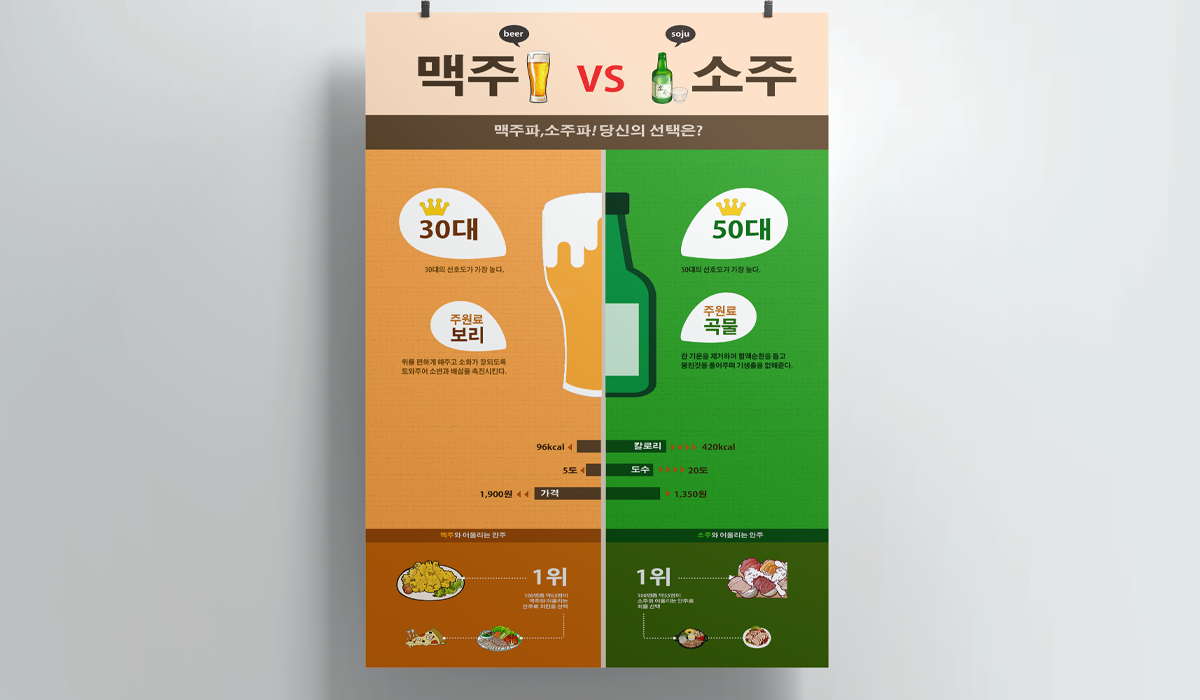 beer
soju
맥주
VS
소주
맥주파,소주파! 당신의 선택은?
30대
30대의 선호도가 가장 높다.
50대
50대의 선호도가 가장 높다.
주원료
보리
위를 편하게 해주고 소화가 잘되도록
도와주어 소변과 배설을 촉진시킨다.
주원료
곡물
찬 기운을 제거하여 혈액순환을 돕고
뭉친것을 풀어주며 기생충을 없애준다.
96kcal
칼로리
420kcal
5도
도수
20도
1,900원
가격
1,350원
맥주와 어울리는 안주
소주와 어울리는 안주
1위
100명중 약63명이
맥주와 어울리는
안주로 치킨을 선택
1위
100명중 약55명이
소주와 어울리는 안주로
회를 선택